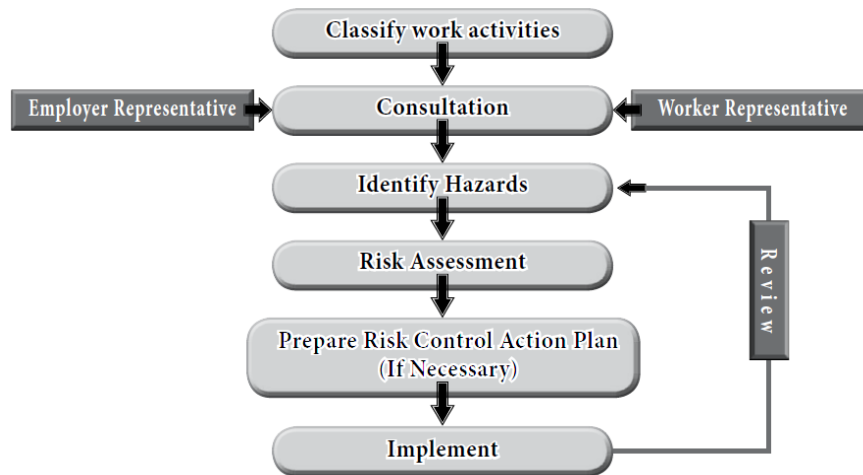 Classify work activities
Employer Representative
Consultation
Worker Representative
Identify Hazards
Risk Assessment
Review
Prepare Risk Control Action Plan
(If Necessary)
Implement